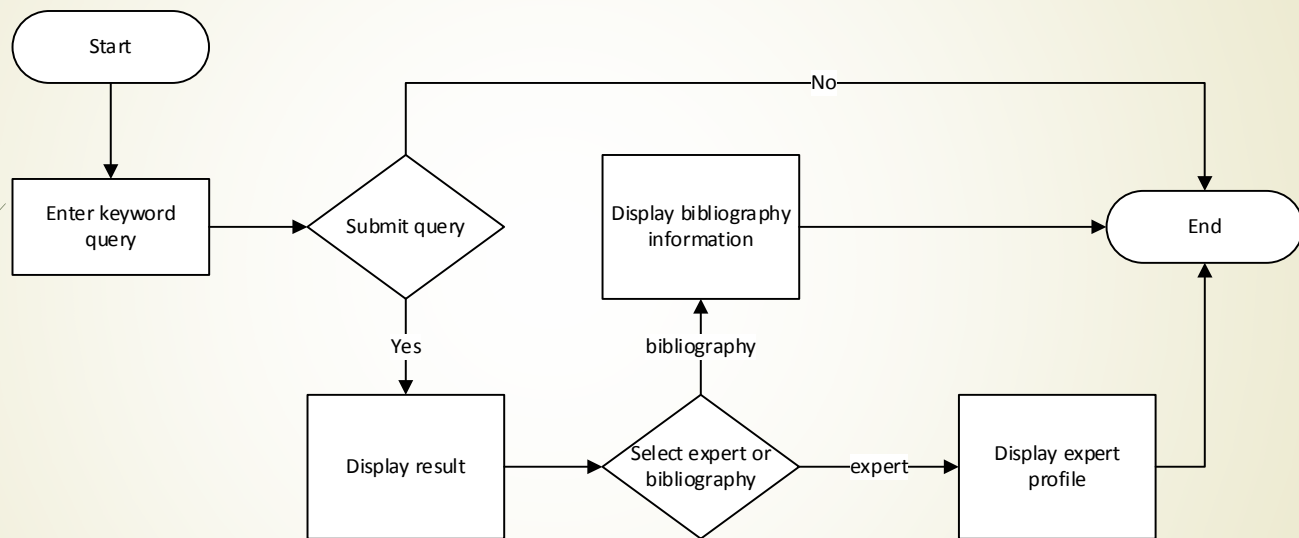 Start
No
Enter keyword
query
Submit query
Display bibliography
information
End
Yes
bibliography
Display result
Select expert or
bibliography
expert
Display expert
profile